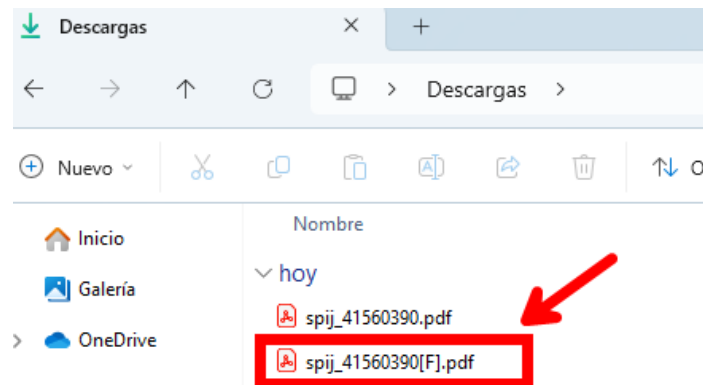 Descargas
Descargas
Nuevo
O
Nombre
Inicio
hoy
Galería
spij_41560390.pdf
OneDrive
spij_41560390[F].pdf